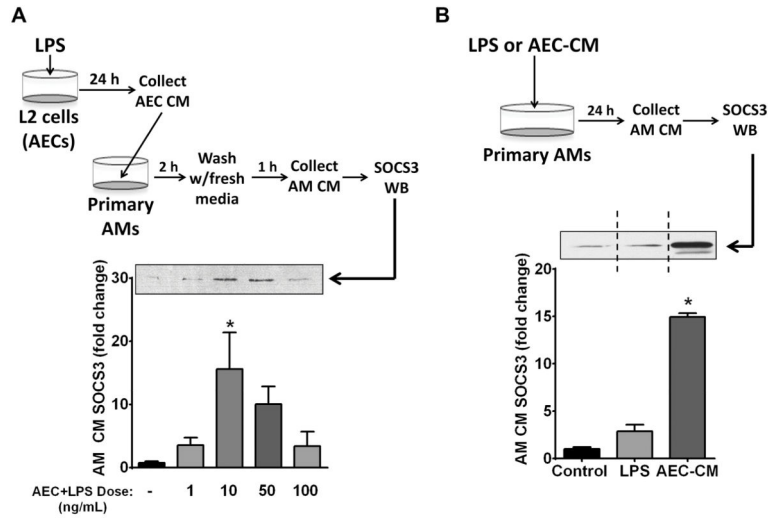 A
LPS
24 h
Collect
AEC CM
L2 cells
(AECs)
2 h
Wash
w/fresh
media
1 h
Collect
AM CM
SOCS3
WB
Primary
AMs
AM CM SOCS3 (fold change)
30
20
10
0
*
AEC+LPS Dose: - 1 10 50 100
(ng/mL)
B
LPS or AEC-CM
24 h
Collect
AM CM
SOCS3
WB
Primary AMs
AM CM SOCS3 (fold change)
20
15
10
5
0
*
Control LPS AEC-CM